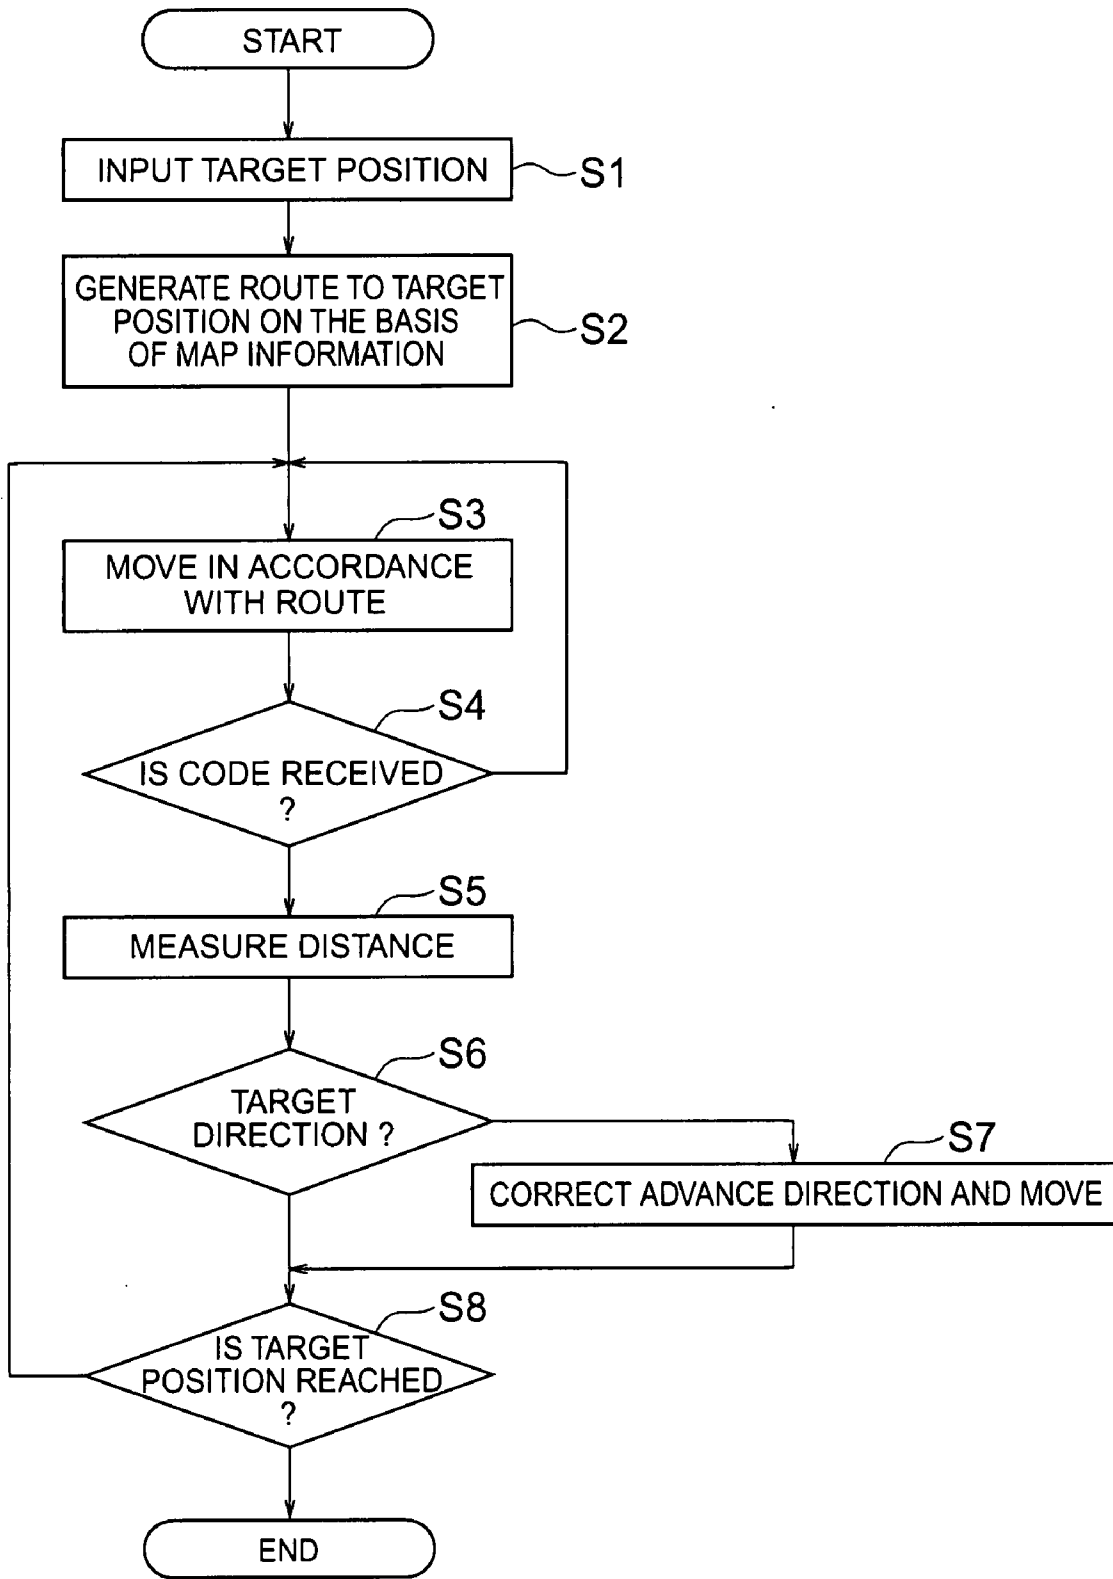 START
INPUT TARGET POSITION
S1
GENERATE ROUTE TO TARGET
POSITION ON THE BASIS
OF MAP INFORMATION
S2
S3
MOVE IN ACCORDANCE
WITH ROUTE
S4
IS CODE RECEIVED
?
S5
MEASURE DISTANCE
S6
TARGET
DIRECTION ?
S7
CORRECT ADVANCE DIRECTION AND MOVE
S8
IS TARGET
POSITION REACHED
?
END